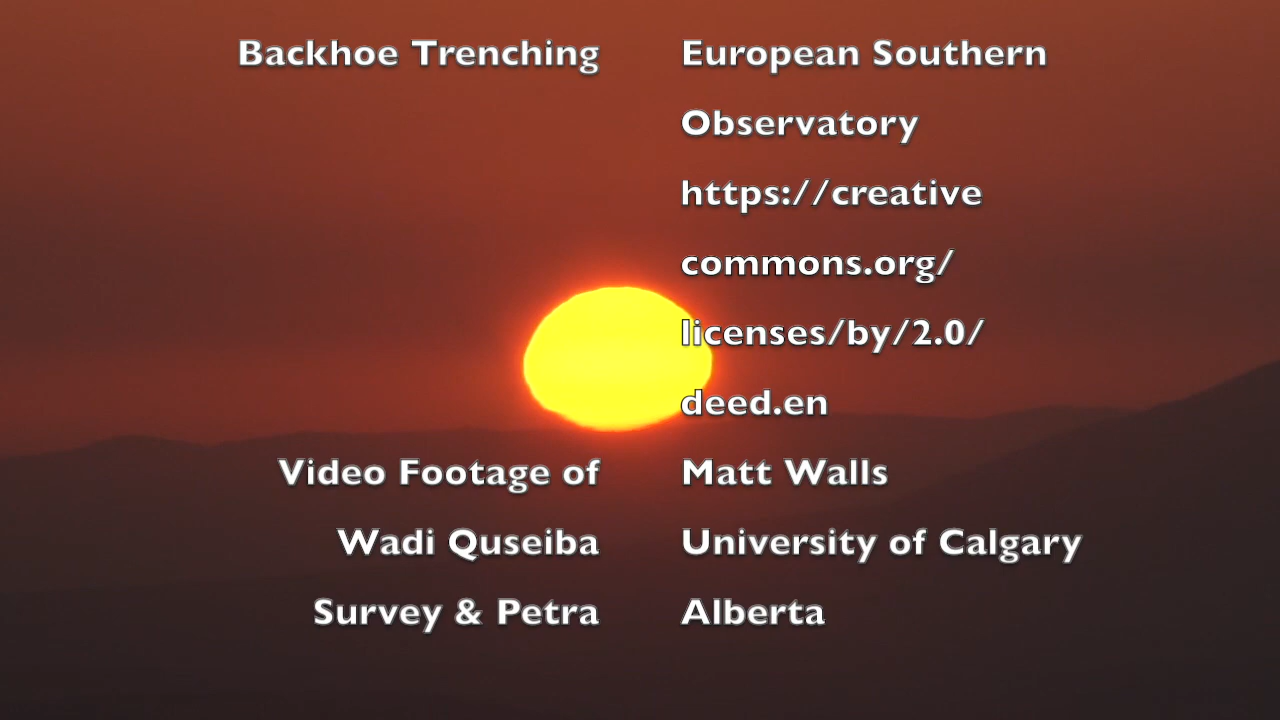 Backhoe Trenching European Southern
Observatory
https://creative
commons.org/
licenses/by/2.0/
deed.en
Video Footage of Matt Walls
Wadi Quseiba University of Calgary
Survey & Petra Alberta